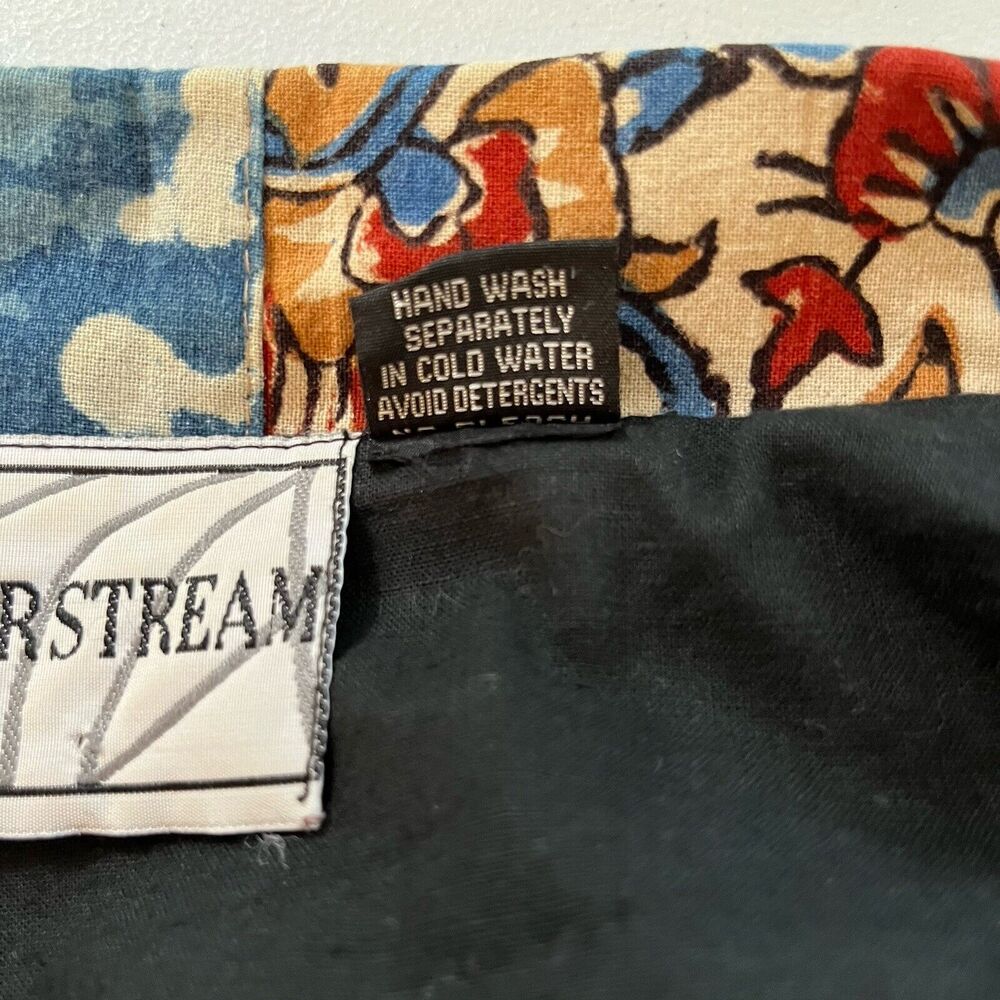 HAND WASH
SEPARATELY
IN COLD WATER
AVOID DETERGENTS
RSTREAM